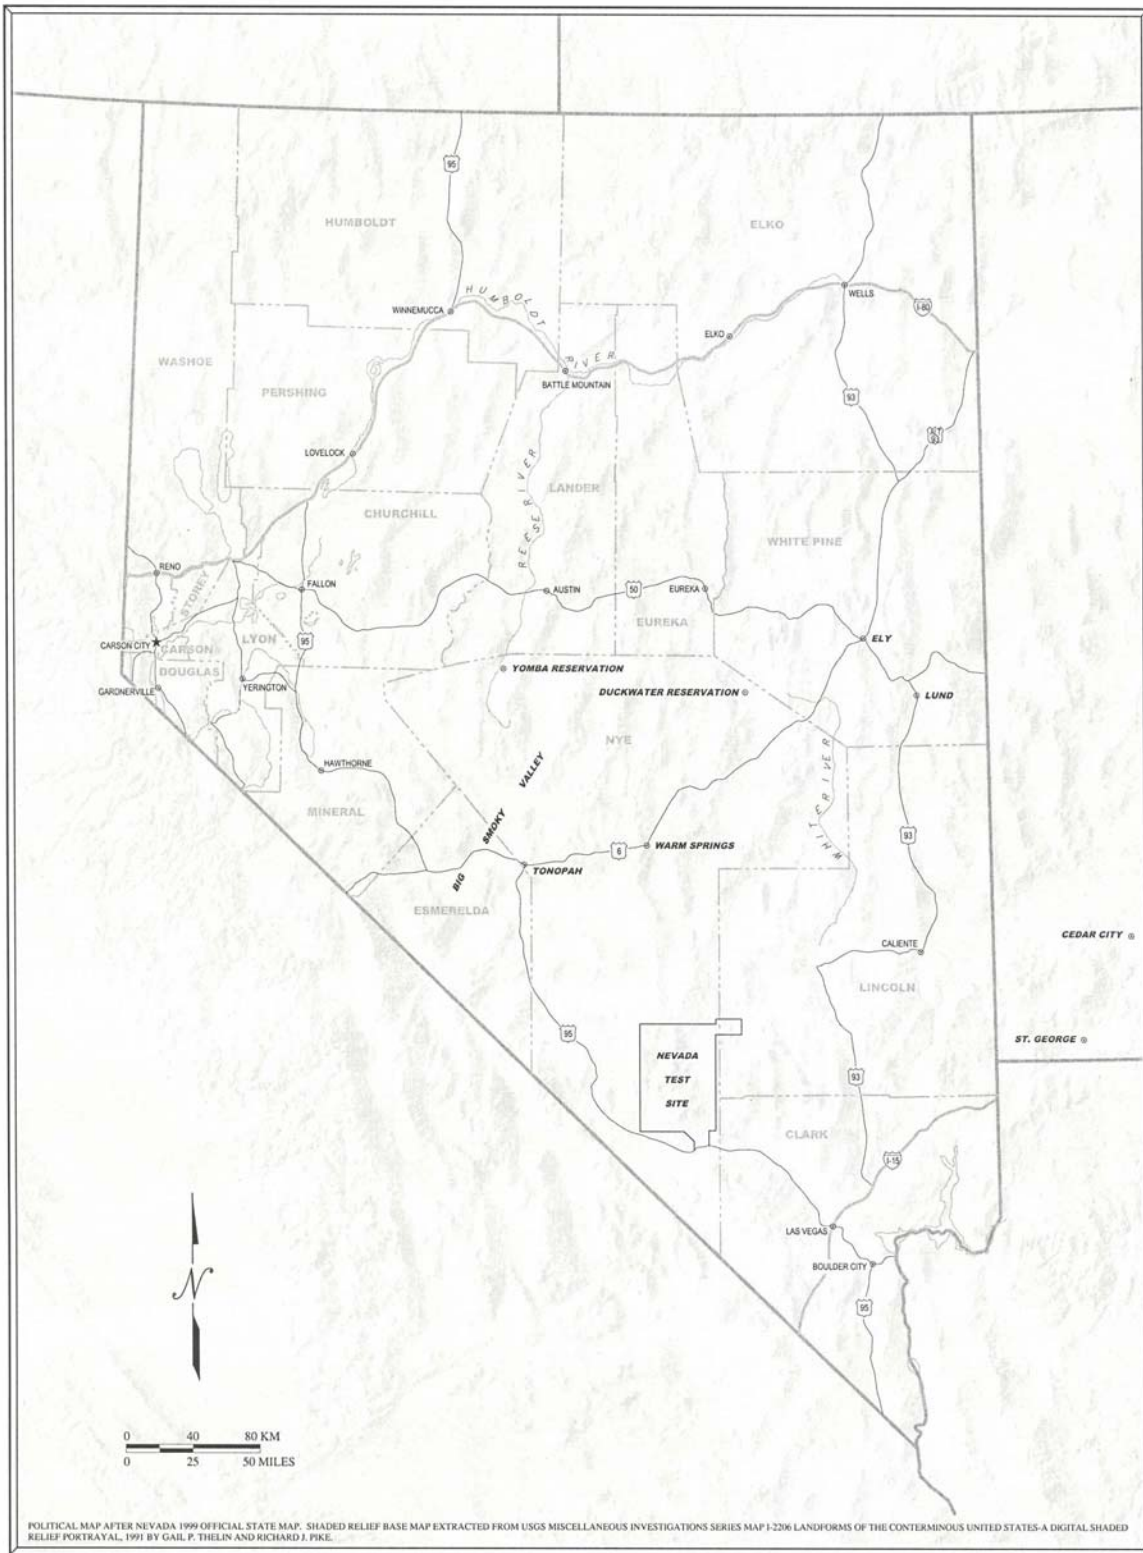 95
HUMBOLDT
ELKO
HUMBOLDT
WELLS
I-80
WINNEMUCCA
ELKO
RIVER
WASHOE
BATTLE MOUNTAIN
PERSHING
93
LOVELOCK
REESE RIVER
LANDER
CHURCHILL
WHITE PINE
RENO
STOREY
FALLON
AUSTIN
50
EUREKA
EUREKA
CARSON CITY
CARSON
LYON
95
ELY
DOUGLAS
YOMBA RESERVATION
GARDNERVILLE
YERINGTON
DUCKWATER RESERVATION
LUND
NYE
HAWTHORNE
VALLEY
WHITE RIVER
MINERAL
SMOKY
93
6
WARM SPRINGS
BIG
TONOPAH
ESMERELDA
CEDAR CITY
CALIENTE
LINCOLN
95
ST. GEORGE
NEVADA
TEST
SITE
93
CLARK
I-15
LAS VEGAS
BOULDER CITY
95
N
0 40 80 KM
0 25 50 MILES
POLITICAL MAP AFTER NEVADA 1999 OFFICIAL STATE MAP. SHADED RELIEF BASE MAP EXTRACTED FROM USGS MISCELLANEOUS INVESTIGATIONS SERIES MAP I-2206 LANDFORMS OF THE CONTERMINOUS UNITED STATES-A DIGITAL SHADED
RELIEF PORTRAYAL, 1991 BY GAIL P. THELIN AND RICHARD J. PIKE.